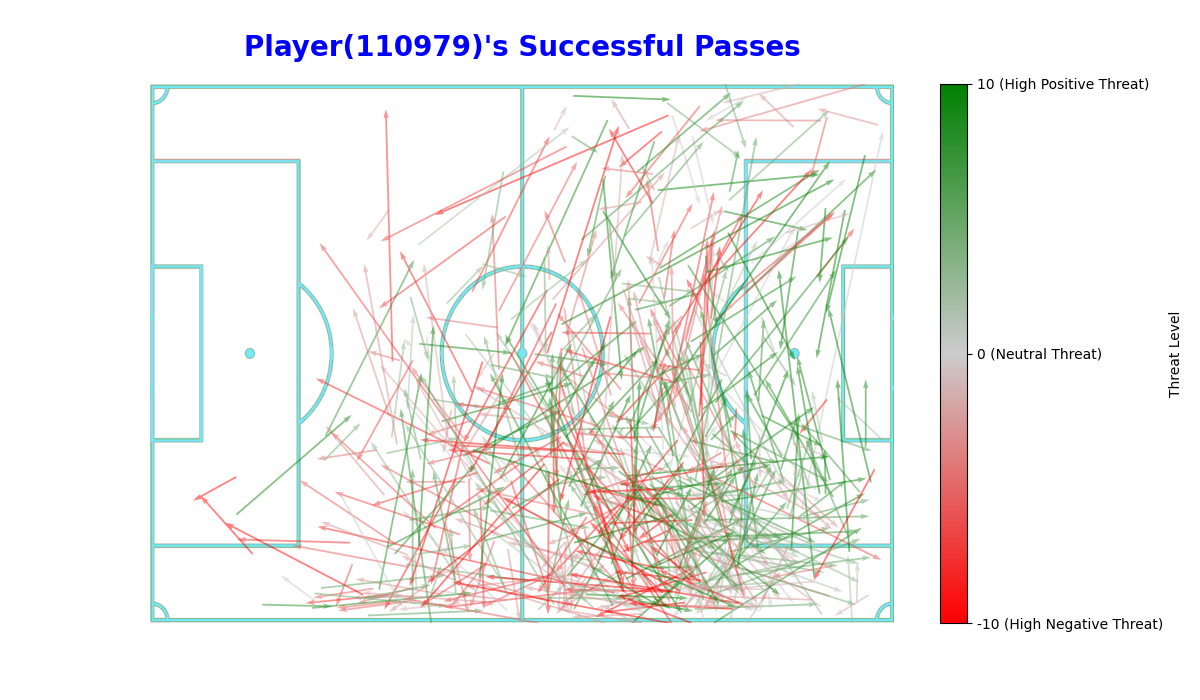 Player(110979)'s Successful Passes
10 (High Positive Threat)
0 (Neutral Threat)
-10 (High Negative Threat)
Threat Level